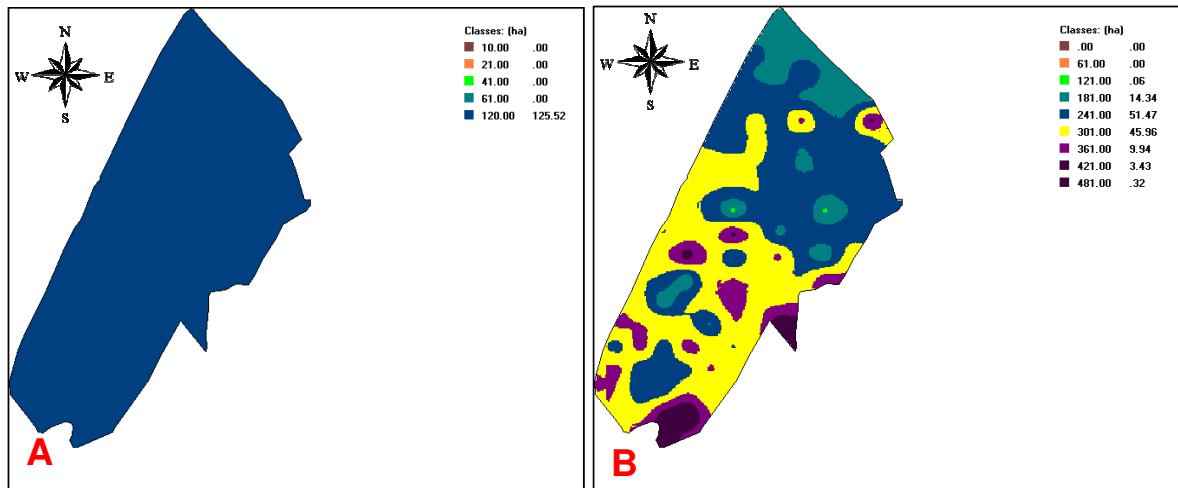 N
W E
S
Classes: (ha)
10.00 .00
21.00 .00
41.00 .00
61.00 .00
120.00 125.52
A
N
W E
S
Classes: (ha)
.00 .00
61.00 .00
121.00 .06
181.00 14.34
241.00 51.47
301.00 45.96
361.00 9.94
421.00 3.43
481.00 .32
B